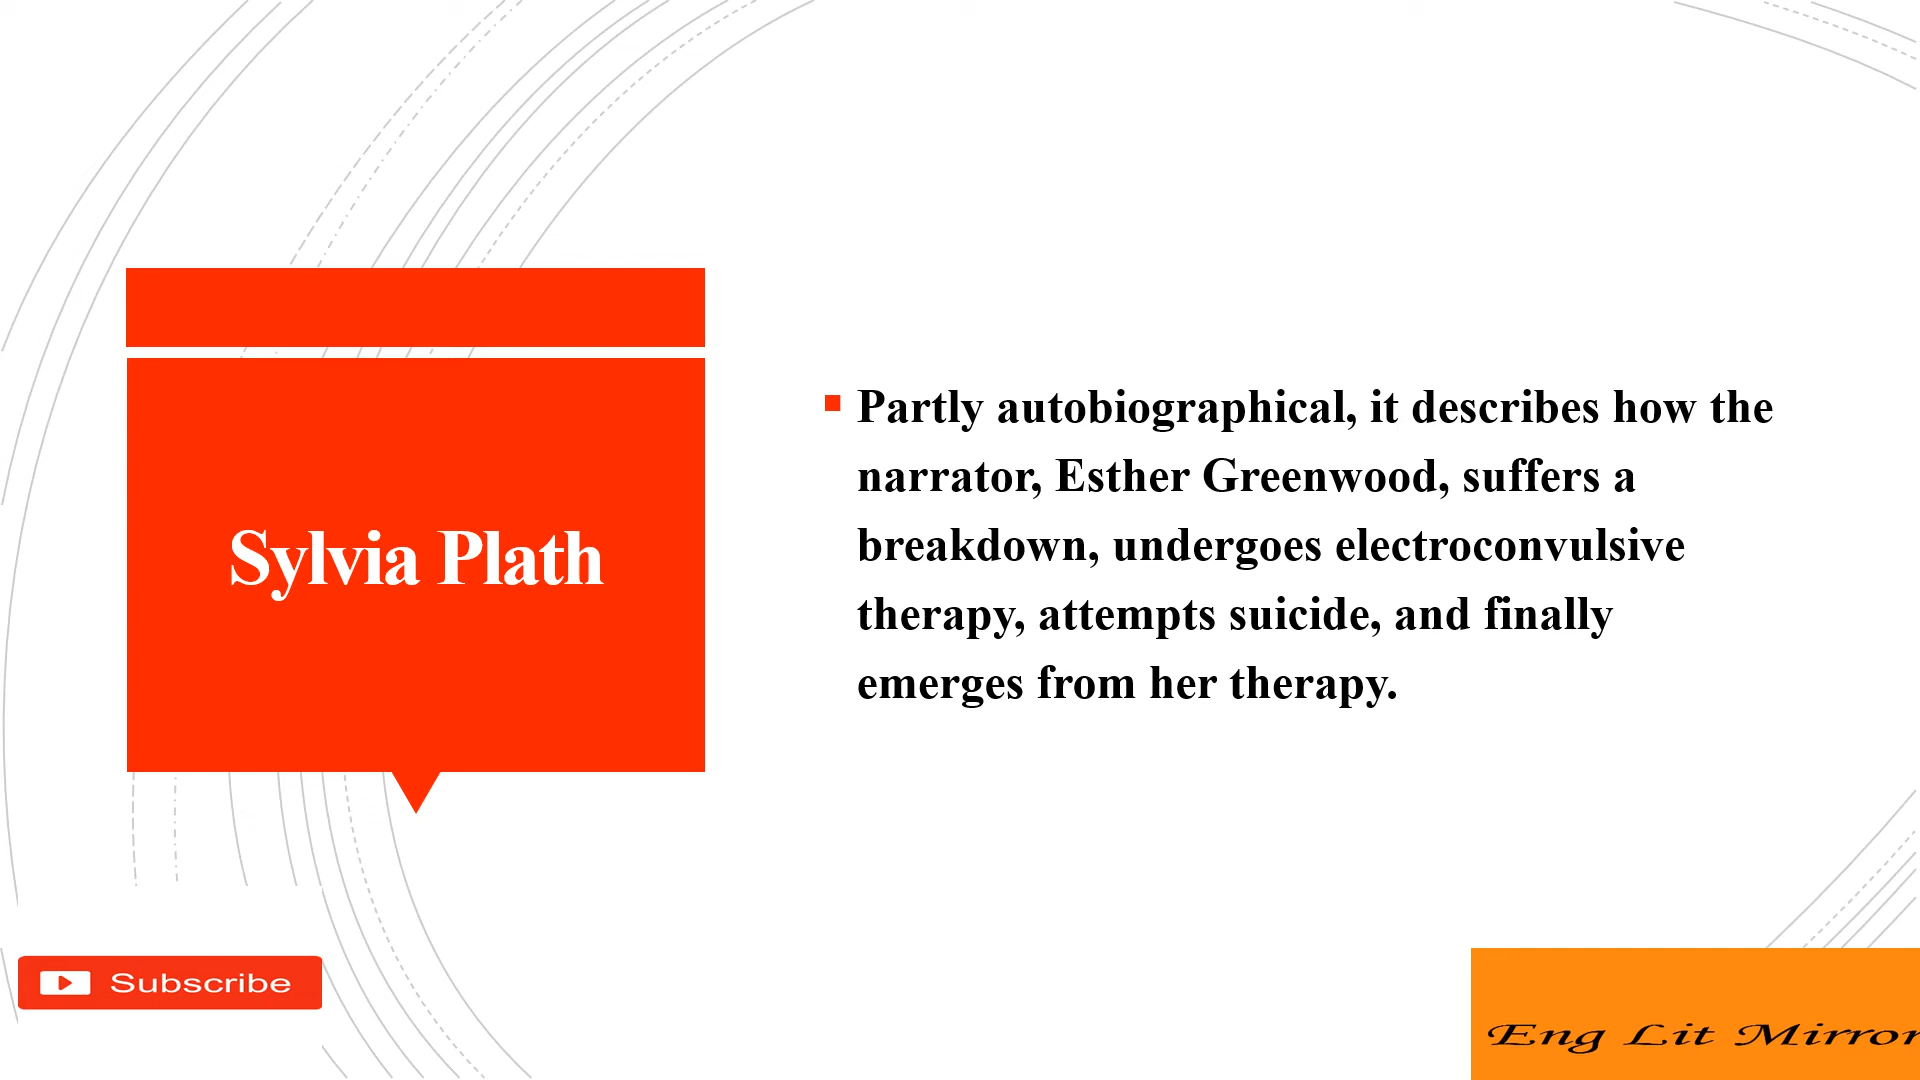 Sylvia Plath
Partly autobiographical, it describes how the
narrator, Esther Greenwood, suffers a
breakdown, undergoes electroconvulsive
therapy, attempts suicide, and finally
emerges from her therapy.
Subscribe
Eng Lit Mirror